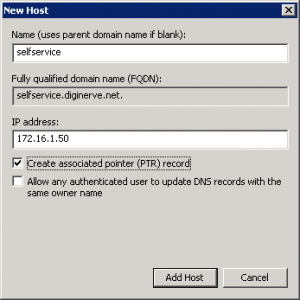 New Host
Name (uses parent domain name if blank):
selfservice
Fully qualified domain name (FQDN):
selfservice.diginerve.net.
IP address:
172.16.1.50
Create associated pointer (PTR) record
Allow any authenticated user to update DNS records with the
same owner name
Add Host Cancel